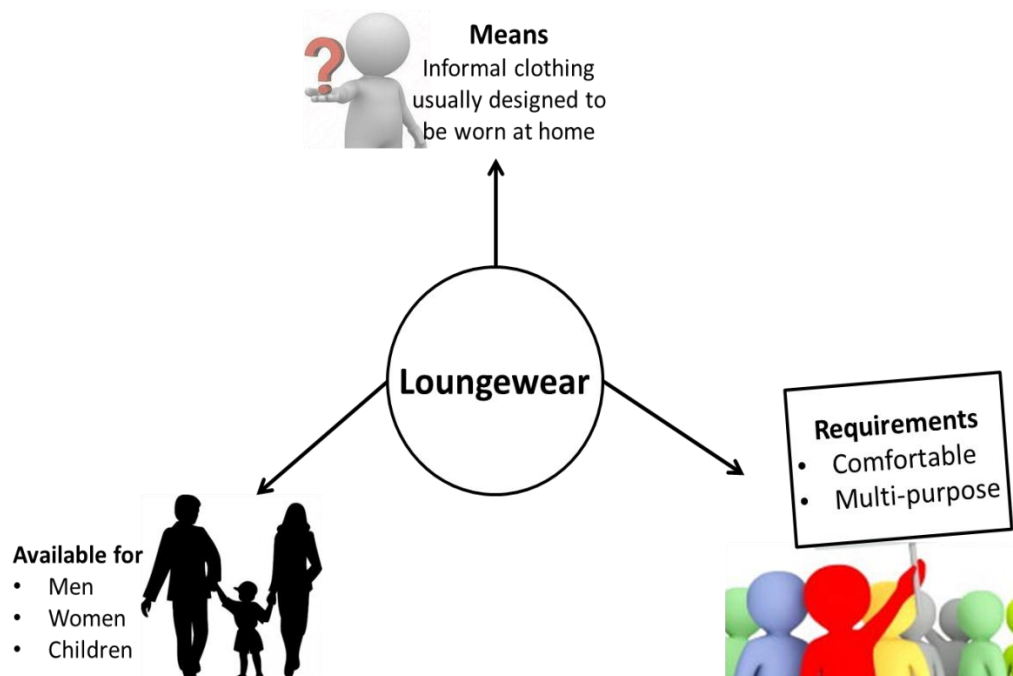 Means
Informal clothing
usually designed to
be worn at home
Loungewear
Requirements
• Comfortable
• Multi-purpose
Available for
• Men
• Women
• Children